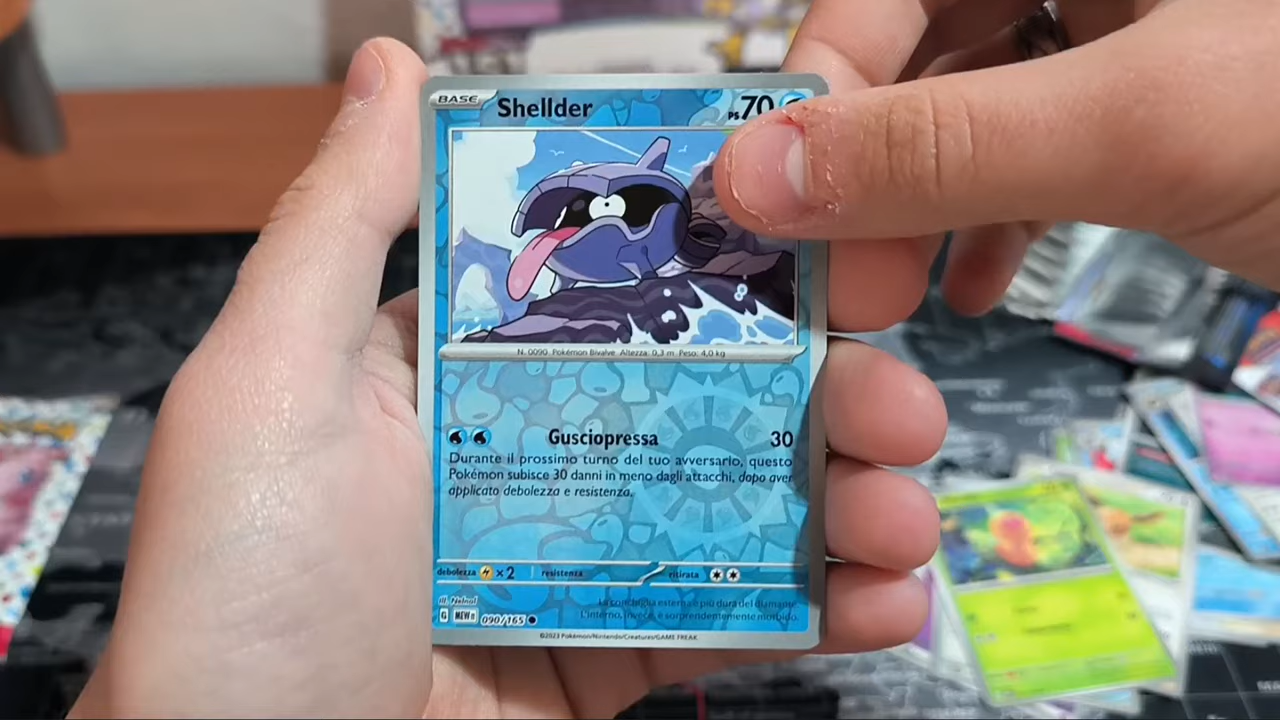 BASE Shellder PS 70
N. 0090 Pokémon Bivalve Altezza: 0,3 m Peso: 4,0 kg
Gusciopressa 30
Durante il prossimo turno del tuo avversario, questo
Pokémon subisce 30 danni in meno dagli attacchi, dopo aver
applicato debolezza e resistenza.
debolezza ×2 resistenza ritirata
Ill. Nelnal
La conchiglia esterna è più dura del diamante.
L'interno, invece, è sorprendentemente morbido.
G MEW 090/165
©2023 Pokémon/Nintendo/Creatures/GAME FREAK